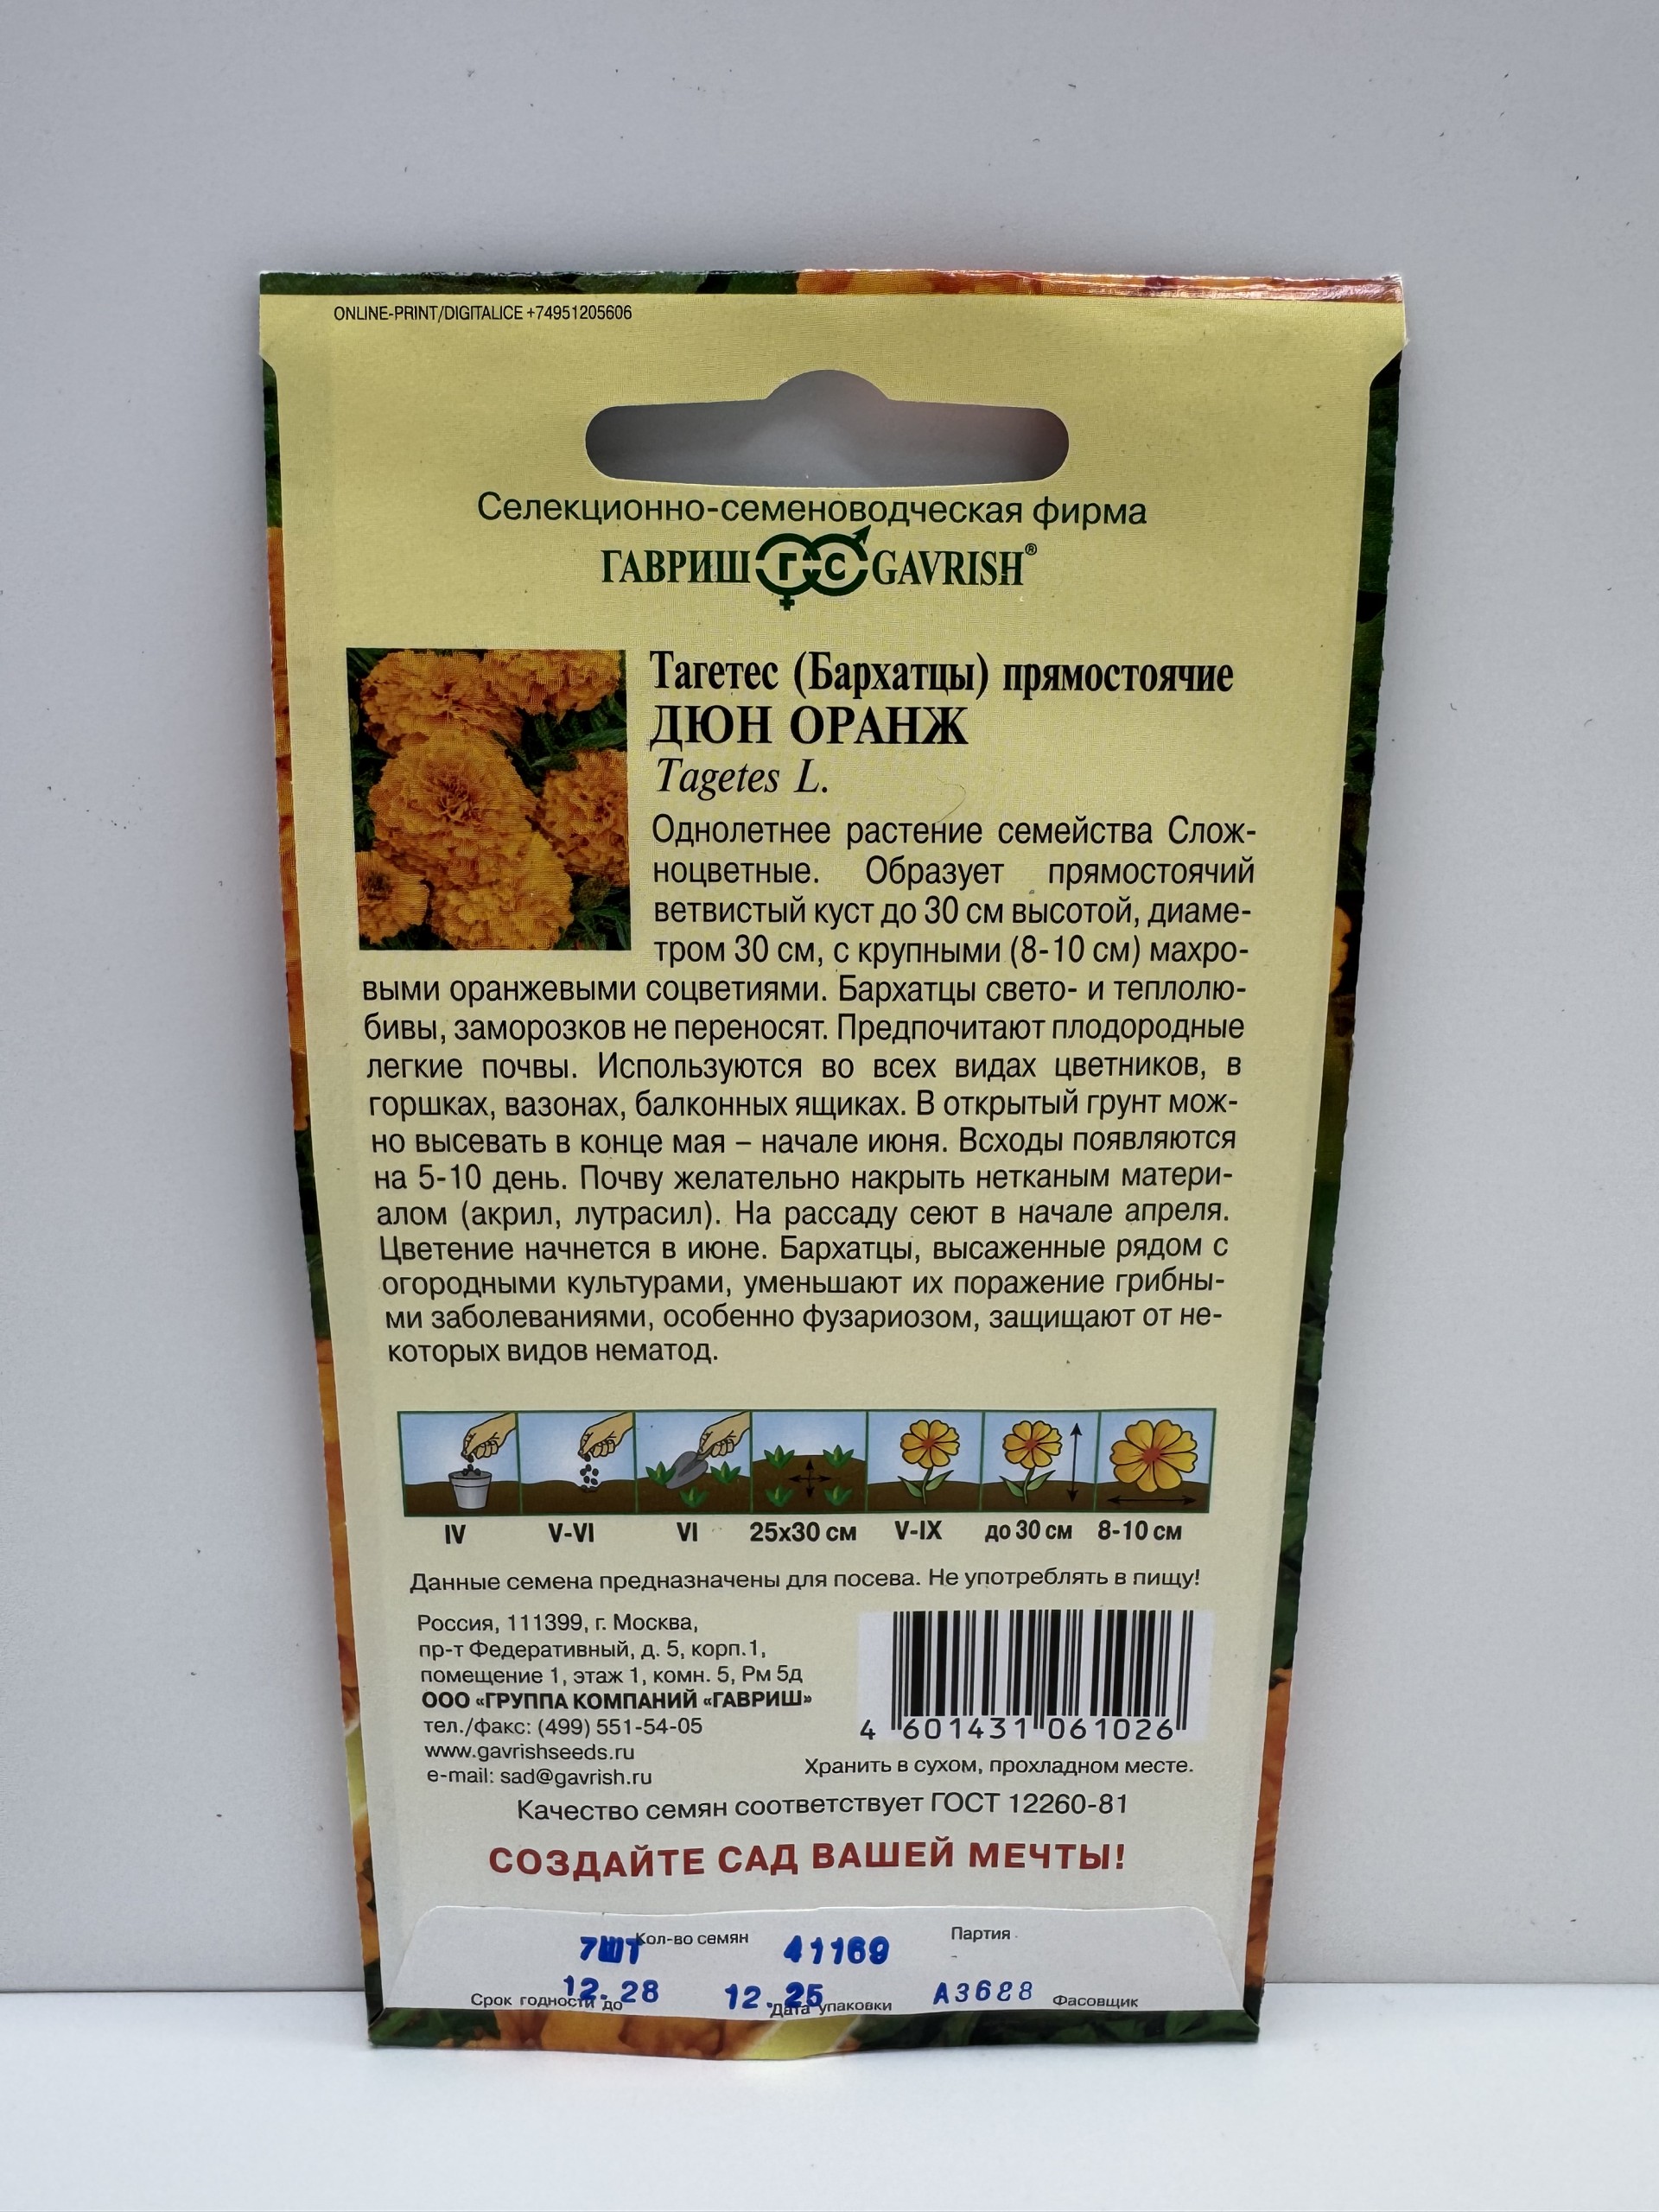 ONLINE-PRINT/DIGITALICE +74951205606
Селекционно-семеноводческая фирма
ГАВРИШ ГС GAVRISH®
Тагетес (Бархатцы) прямостоячие
ДЮН ОРАНЖ
Tagetes L.
Однолетнее растение семейства Слож-
ноцветные. Образует прямостоячий
ветвистый куст до 30 см высотой, диаме-
тром 30 см, с крупными (8-10 см) махро-
выми оранжевыми соцветиями. Бархатцы свето- и теплолю-
бивы, заморозков не переносят. Предпочитают плодородные
легкие почвы. Используются во всех видах цветников, в
горшках, вазонах, балконных ящиках. В открытый грунт мож-
но высевать в конце мая – начале июня. Всходы появляются
на 5-10 день. Почву желательно накрыть нетканым матери-
алом (акрил, лутрасил). На рассаду сеют в начале апреля.
Цветение начнется в июне. Бархатцы, высаженные рядом с
огородными культурами, уменьшают их поражение грибны-
ми заболеваниями, особенно фузариозом, защищают от не-
которых видов нематод.
IV V-VI VI 25х30 см V-IX до 30 см 8-10 см
Данные семена предназначены для посева. Не употреблять в пищу!
Россия, 111399, г. Москва,
пр-т Федеративный, д. 5, корп.1,
помещение 1, этаж 1, комн. 5, Рм 5д
ООО «ГРУППА КОМПАНИЙ «ГАВРИШ»
тел./факс: (499) 551-54-05
www.gavrishseeds.ru
e-mail: sad@gavrish.ru
4 601431 061026
Хранить в сухом, прохладном месте.
Качество семян соответствует ГОСТ 12260-81
СОЗДАЙТЕ САД ВАШЕЙ МЕЧТЫ!
7ШТ Кол-во семян 41169 Партия
Срок годности до 12.28 12.25 Дата упаковки А3688 Фасовщик